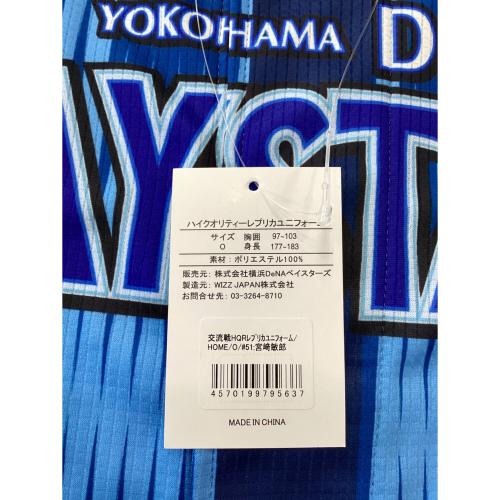 YOKOHAMA D
AYSTA
ハイクオリティーレプリカユニフォー
サイズ 胸囲 97~103
O 身長 177~183
素材:ポリエステル100%
販売元:株式会社横浜DeNAベイスターズ
製造元:WIZZ JAPAN株式会社
お問合せ先: 03-3264-8710
交流戦HQRレプリカユニフォーム/
HOME/O/#51:宮﨑敏郎
4570199795637
MADE IN CHINA